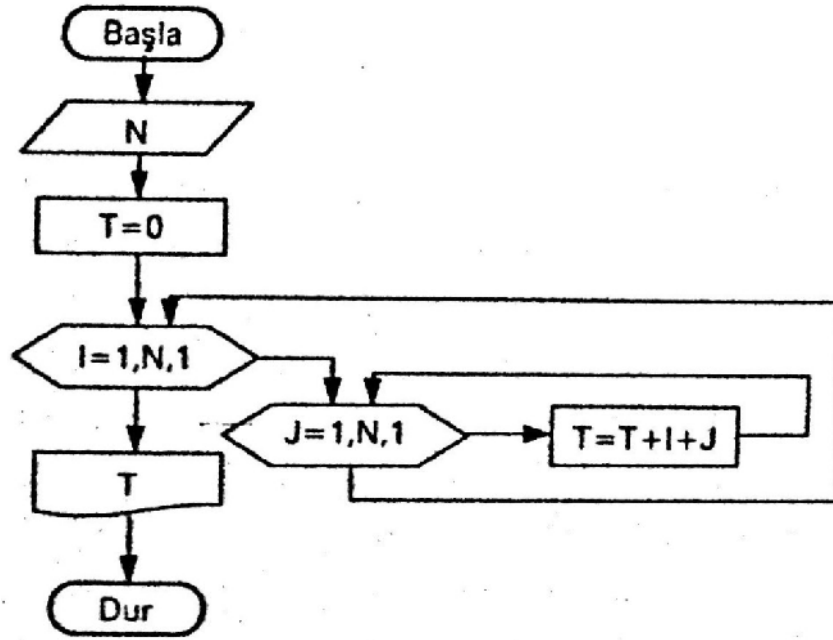 Başla
N
T=0
I=1,N,1
J=1,N,1
T=T+I+J
T
Dur